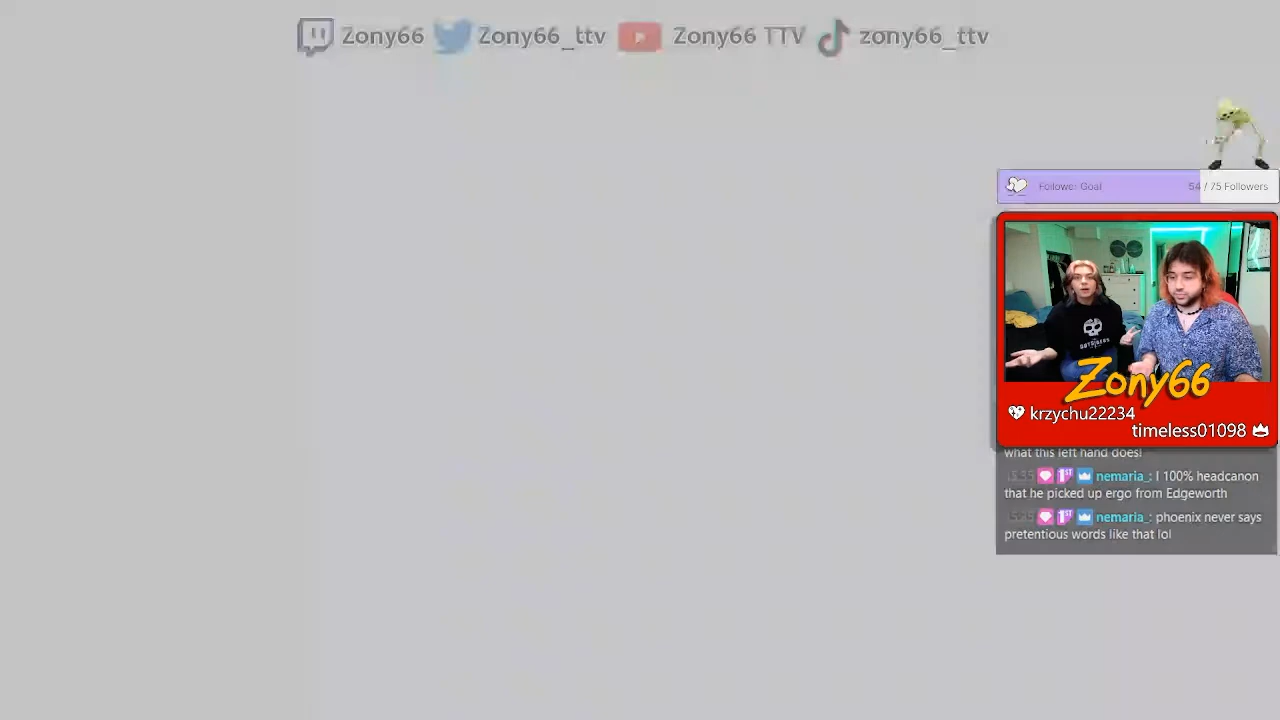 Zony66 Zony66_ttv Zony66 TTV zony66_ttv
Follower Goal 54 / 75 Followers
Zony66
krzychu22234
timeless01098
what this left hand does!
nemaria_: I 100% headcanon
that he picked up ergo from Edgeworth
nemaria_: phoenix never says
pretentious words like that lol